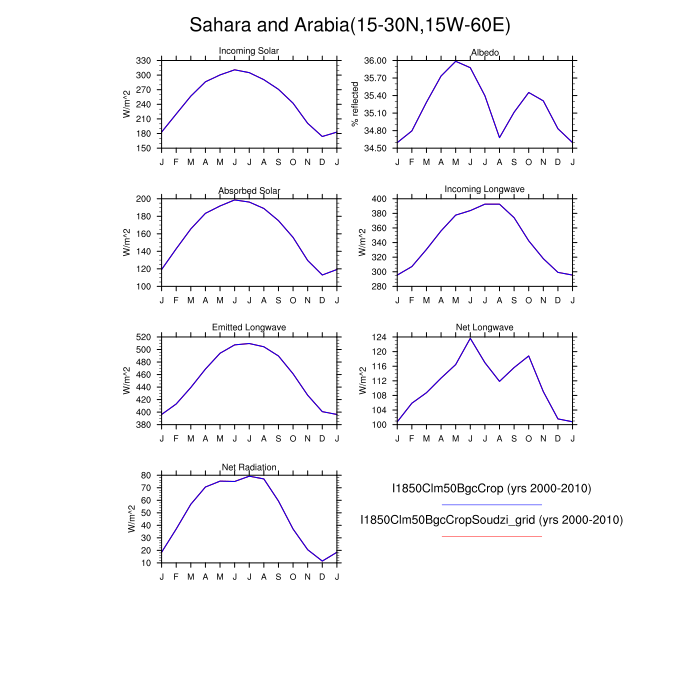 Sahara and Arabia(15-30N,15W-60E)
Incoming Solar
W/m^2
330
300
270
240
210
180
150
J F M A M J J A S O N D J
Albedo
% reflected
36.00
35.70
35.40
35.10
34.80
34.50
J F M A M J J A S O N D J
Absorbed Solar
W/m^2
200
180
160
140
120
100
J F M A M J J A S O N D J
Incoming Longwave
W/m^2
400
380
360
340
320
300
280
J F M A M J J A S O N D J
Emitted Longwave
W/m^2
520
500
480
460
440
420
400
380
J F M A M J J A S O N D J
Net Longwave
W/m^2
124
120
116
112
108
104
100
J F M A M J J A S O N D J
Net Radiation
W/m^2
80
70
60
50
40
30
20
10
J F M A M J J A S O N D J
I1850Clm50BgcCrop (yrs 2000-2010)
I1850Clm50BgcCropSoudzi_grid (yrs 2000-2010)